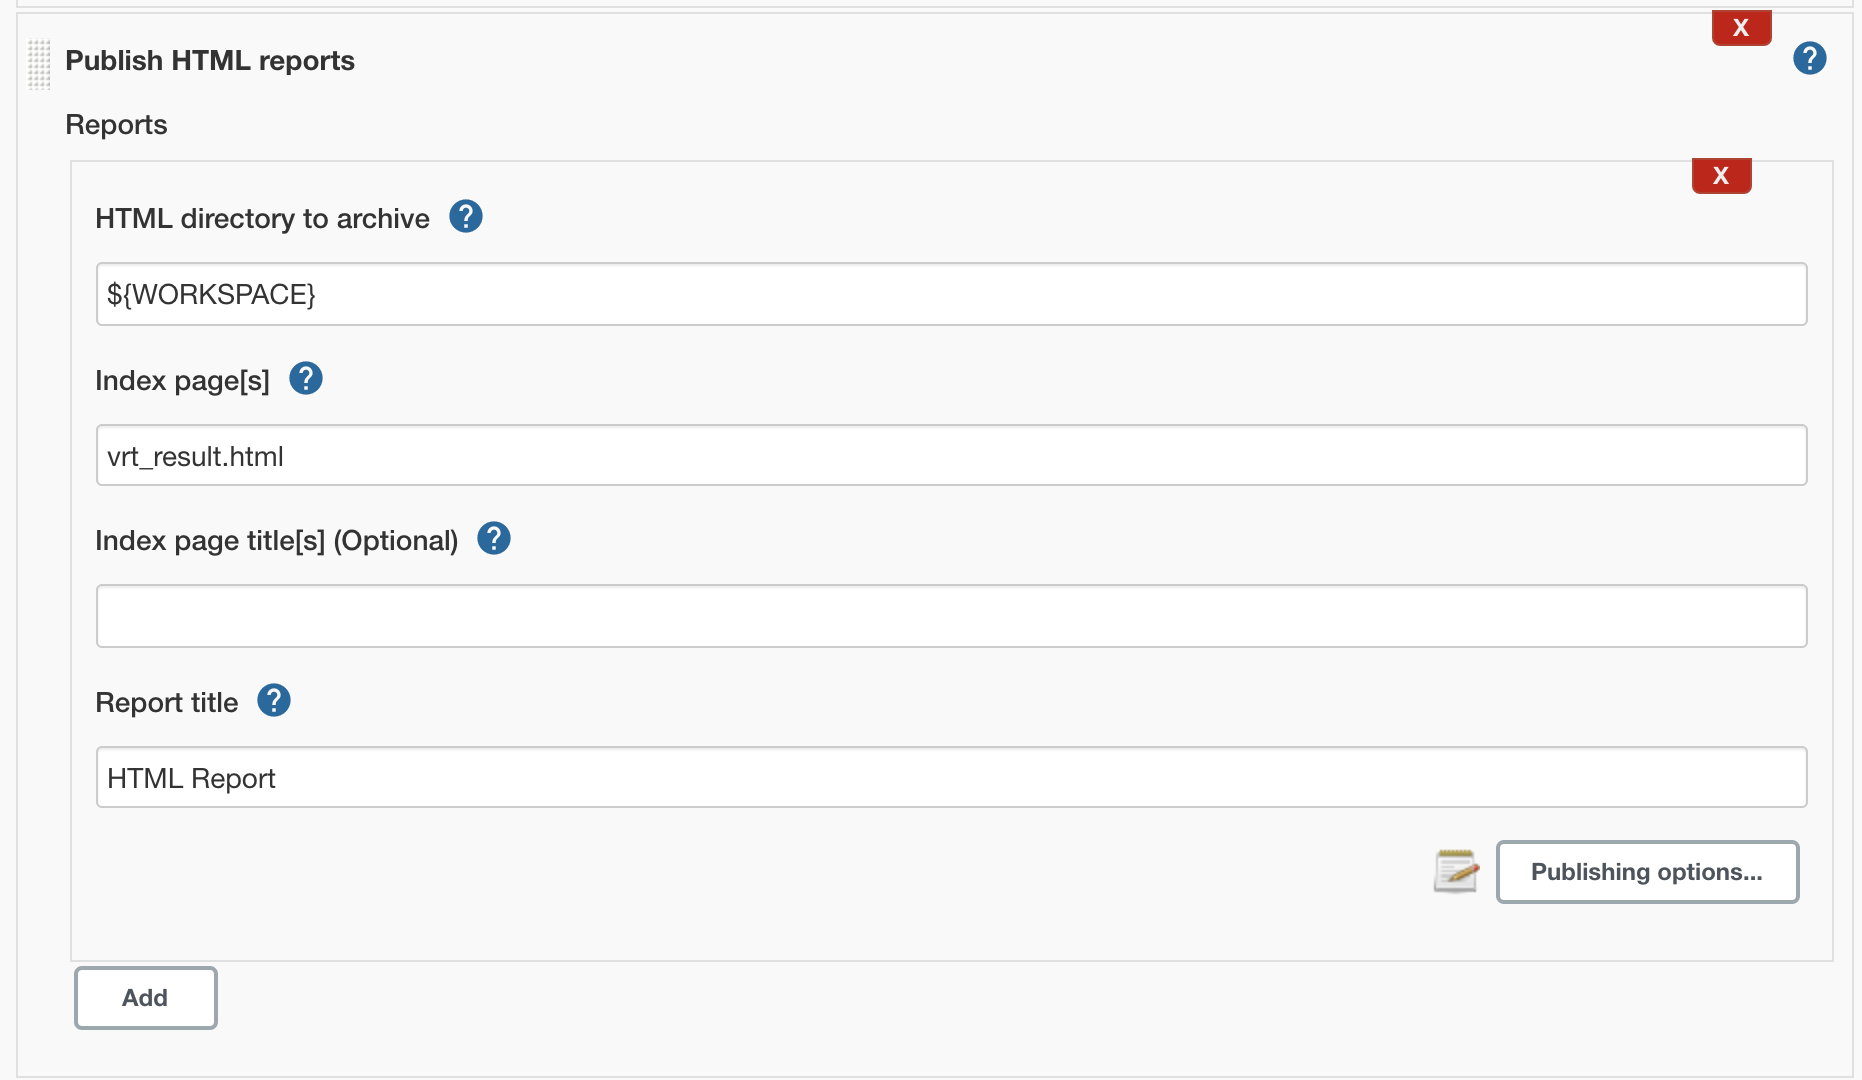 X
Publish HTML reports
?
Reports
X
HTML directory to archive ?
${WORKSPACE}
Index page[s] ?
vrt_result.html
Index page title[s] (Optional) ?
Report title ?
HTML Report
Publishing options...
Add